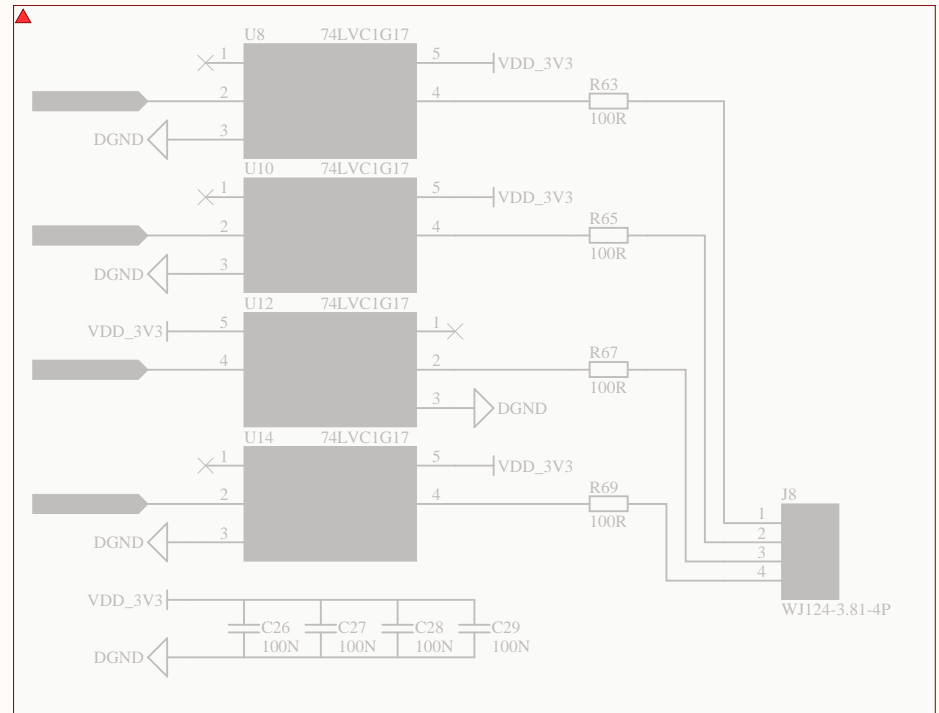 U8 74LVC1G17
1 5 VDD_3V3
R63
2 4
100R
DGND 3
U10 74LVC1G17
1 5 VDD_3V3
R65
2 4
100R
DGND 3
U12 74LVC1G17
VDD_3V3 5 1
R67
4 2
100R
3 DGND
U14 74LVC1G17
1 5 VDD_3V3
R69
2 4
J8
100R
1
DGND 3 2
3
4
VDD_3V3
WJ124-3.81-4P
C26 C27 C28 C29
100N 100N 100N 100N
DGND